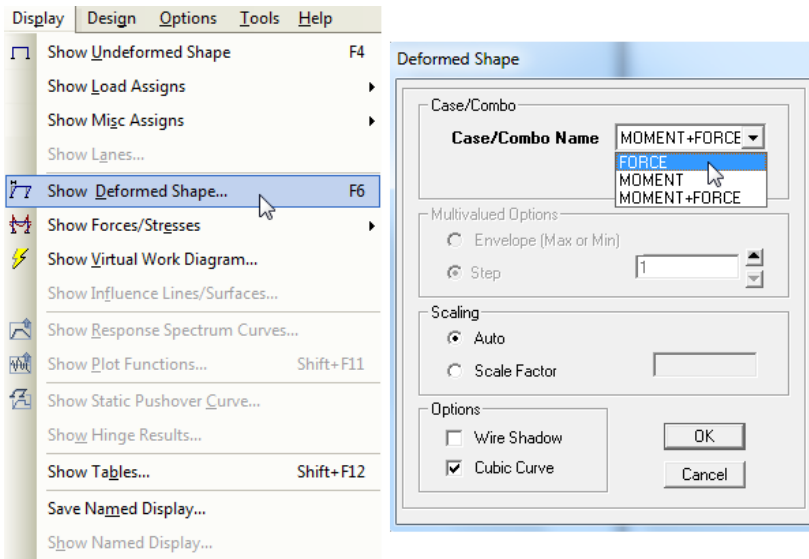 Display Design Options Tools Help
Show Undeformed Shape F4
Show Load Assigns
Show Misc Assigns
Show Lanes...
Show Deformed Shape... F6
Show Forces/Stresses
Show Virtual Work Diagram...
Show Influence Lines/Surfaces...
Show Response Spectrum Curves...
Show Plot Functions... Shift+F11
Show Static Pushover Curve...
Show Hinge Results...
Show Tables... Shift+F12
Save Named Display...
Show Named Display...
Deformed Shape
Case/Combo
Case/Combo Name MOMENT+FORCE
FORCE
MOMENT
MOMENT+FORCE
Multivalued Options
Envelope (Max or Min)
Step 1
Scaling
Auto
Scale Factor
Options
Wire Shadow
Cubic Curve
OK
Cancel